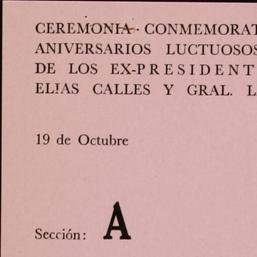 CEREMONIA CONMEMORAT
ANIVERSARIOS LUCTUOSOS
DE LOS EX-PRESIDENT
ELIAS CALLES Y GRAL. L
19 de Octubre
Sección: A